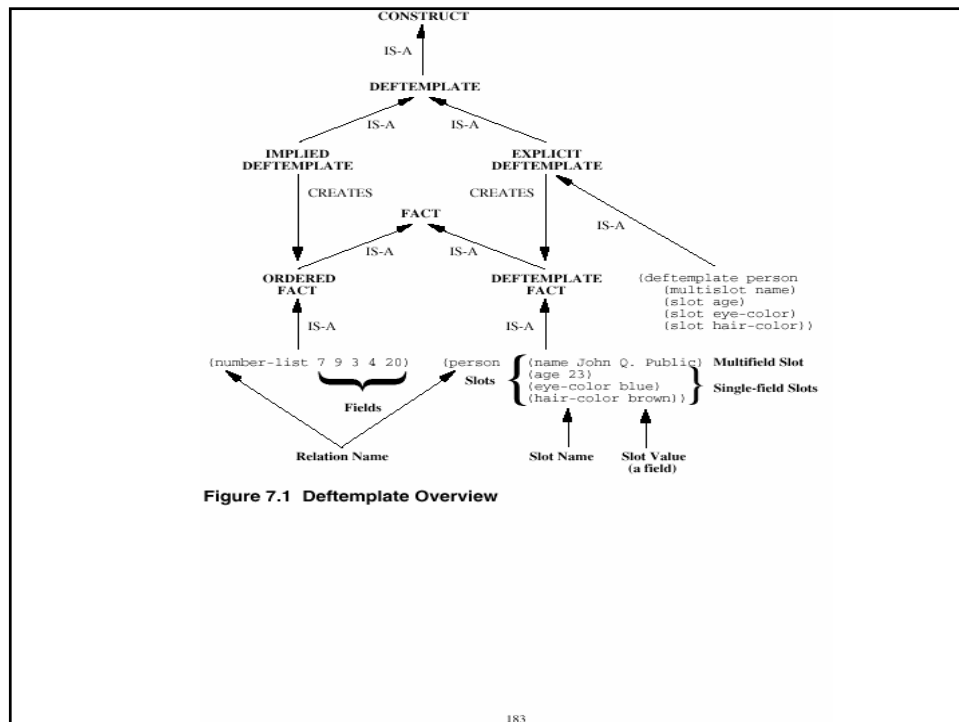 CONSTRUCT
IS-A
DEFTEMPLATE
IS-A IS-A
IMPLIED DEFTEMPLATE
EXPLICIT DEFTEMPLATE
CREATES CREATES
FACT
IS-A IS-A IS-A
ORDERED FACT
DEFTEMPLATE FACT
(deftemplate person
(multislot name)
(slot age)
(slot eye-color)
(slot hair-color))
IS-A IS-A
(number-list 7 9 3 4 20)
Fields
(person
Slots
(name John Q. Public)
(age 23)
(eye-color blue)
(hair-color brown))
Multifield Slot
Single-field Slots
Relation Name
Slot Name
Slot Value
(a field)
Figure 7.1 Deftemplate Overview
183